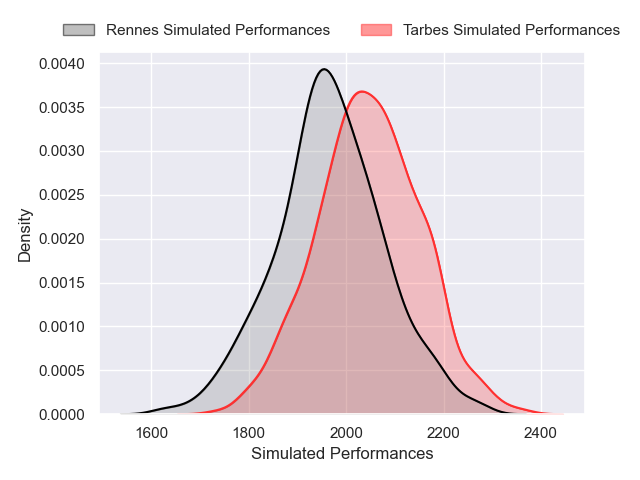 Rennes Simulated Performances Tarbes Simulated Performances
0.0040
0.0035
0.0030
0.0025
0.0020
0.0015
0.0010
0.0005
0.0000
Density
1600 1800 2000 2200 2400
Simulated Performances